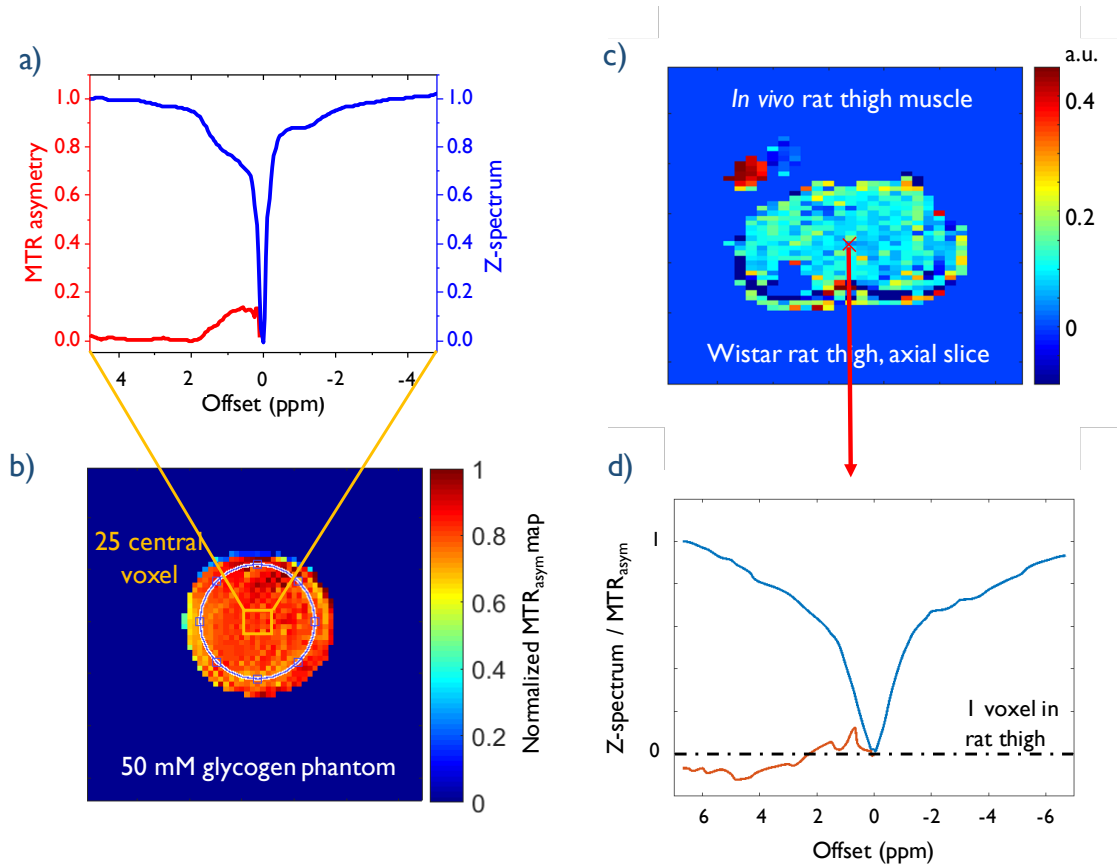 a)
1.0
0.8
0.6
0.4
0.2
0.0
MTR asymmetry
1.0
0.8
0.6
0.4
0.2
0.0
Z-spectrum
4 2 0 -2 -4
Offset (ppm)
b)
25 central
voxel
50 mM glycogen phantom
1
0.8
0.6
0.4
0.2
0
Normalized MTRasym map
c)
In vivo rat thigh muscle
Wistar rat thigh, axial slice
a.u.
0.4
0.2
0
d)
1
0
Z-spectrum / MTRasym
1 voxel in
rat thigh
6 4 2 0 -2 -4 -6
Offset (ppm)